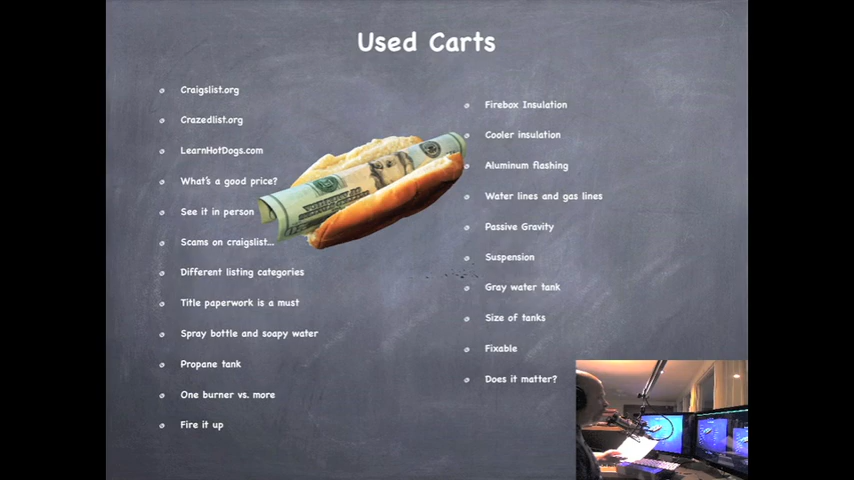 Used Carts
Craigslist.org
Crazedlist.org
LearnHotDogs.com
What's a good price?
See it in person
Scams on craigslist...
Different listing categories
Title paperwork is a must
Spray bottle and soapy water
Propane tank
One burner vs. more
Fire it up
Firebox Insulation
Cooler insulation
Aluminum flashing
Water lines and gas lines
Passive Gravity
Suspension
Gray water tank
Size of tanks
Fixable
Does it matter?